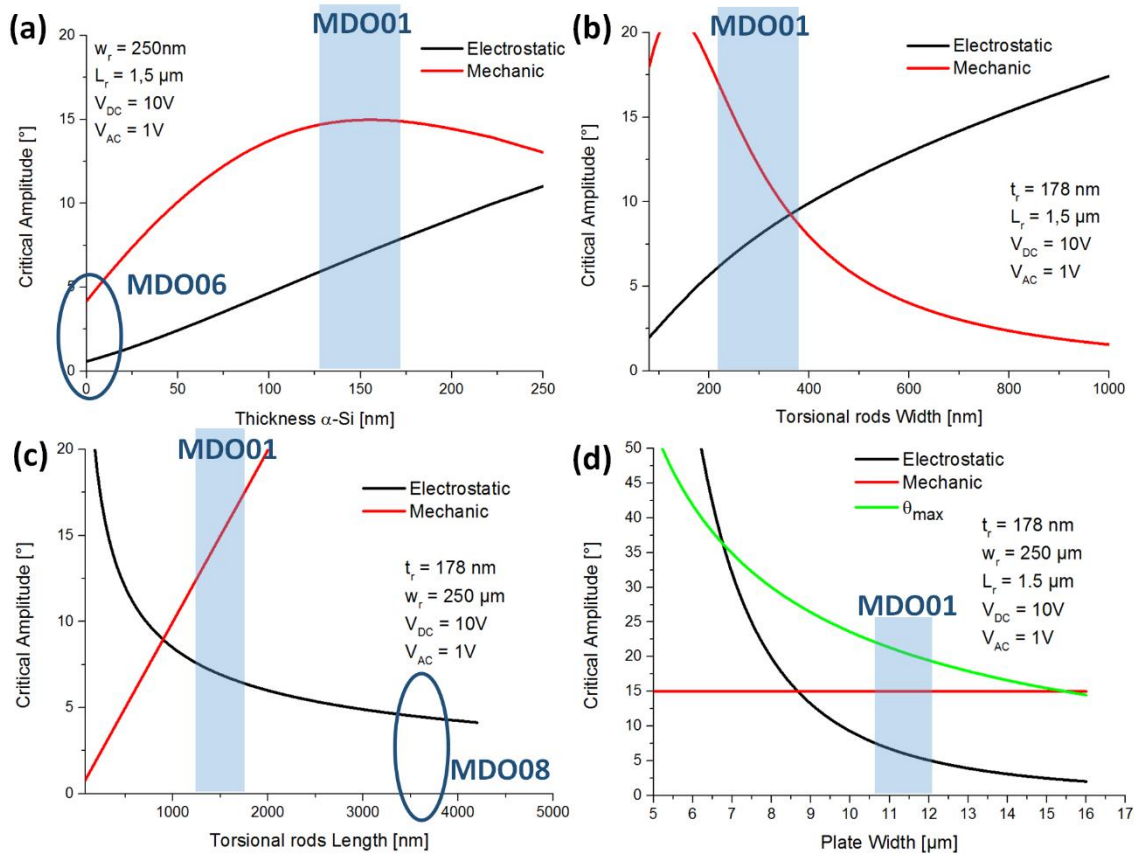 (a)
MDO01
w_r = 250nm
L_r = 1,5 µm
V_DC = 10V
V_AC = 1V
Electrostatic
Mechanic
MDO06
Critical Amplitude [°]
20
15
10
5
0
0 50 100 150 200 250
Thickness α-Si [nm]
(b)
MDO01
Electrostatic
Mechanic
t_r = 178 nm
L_r = 1,5 µm
V_DC = 10V
V_AC = 1V
Critical Amplitude [°]
20
15
10
5
0
200 400 600 800 1000
Torsional rods Width [nm]
(c)
MDO01
Electrostatic
Mechanic
t_r = 178 nm
w_r = 250 µm
L_r = 1.5 µm
V_DC = 10V
V_AC = 1V
MDO08
Critical Amplitude [°]
20
15
10
5
0
1000 2000 3000 4000 5000
Torsional rods Length [nm]
(d)
Electrostatic
Mechanic
θ_max
t_r = 178 nm
w_r = 250 µm
L_r = 1.5 µm
V_DC = 10V
V_AC = 1V
MDO01
Critical Amplitude [°]
50
45
40
35
30
25
20
15
10
5
0
5 6 7 8 9 10 11 12 13 14 15 16 17
Plate Width [µm]